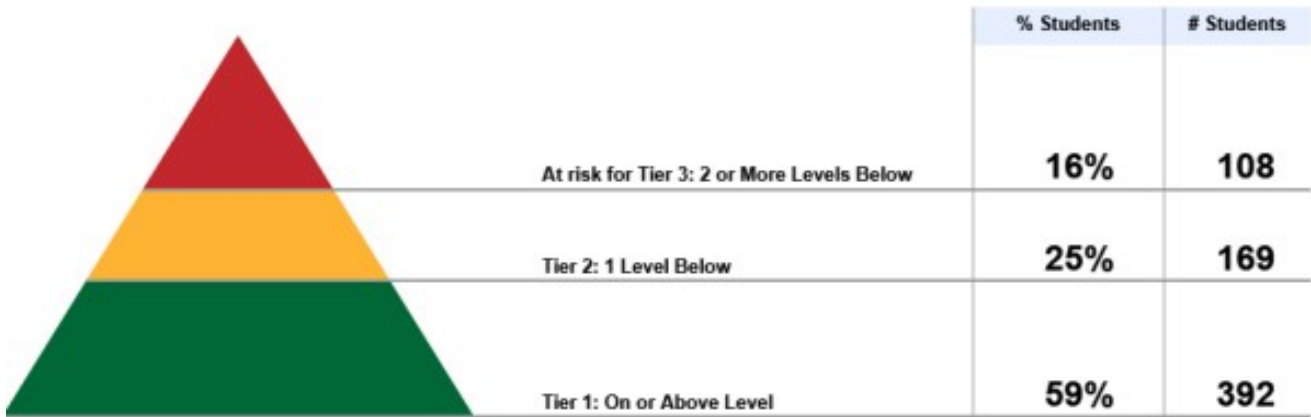 % Students # Students
At risk for Tier 3: 2 or More Levels Below 16% 108
Tier 2: 1 Level Below 25% 169
Tier 1: On or Above Level 59% 392